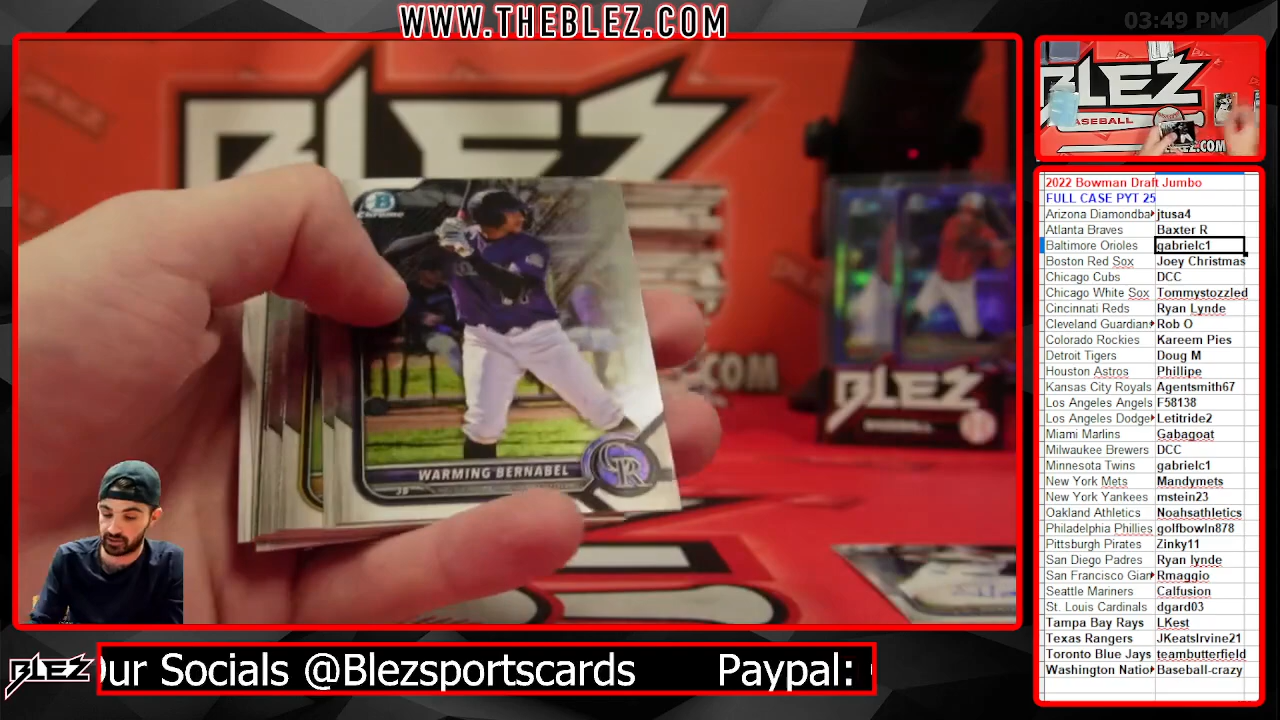 WWW.THEBLEZ.COM
03:49 PM
BLEZ
Chrome
WARMING BERNABEL
3B
CR
.COM
BLEZ
BASEBALL
BLEZ
BASEBALL
Z.COM
2022 Bowman Draft Jumbo
FULL CASE PYT 25
Arizona Diamondba jtusa4
Atlanta Braves Baxter R
Baltimore Orioles gabrielc1
Boston Red Sox Joey Christmas
Chicago Cubs DCC
Chicago White Sox Tommystozzled
Cincinnati Reds Ryan Lynde
Cleveland Guardian Rob O
Colorado Rockies Kareem Pies
Detroit Tigers Doug M
Houston Astros Phillipe
Kansas City Royals Agentsmith67
Los Angeles Angels F58138
Los Angeles Dodge Letitride2
Miami Marlins Gabagoat
Milwaukee Brewers DCC
Minnesota Twins gabrielc1
New York Mets Mandymets
New York Yankees mstein23
Oakland Athletics Noahsathletics
Philadelphia Phillies golfbowln878
Pittsburgh Pirates Zinky11
San Diego Padres Ryan lynde
San Francisco Gian Rmaggio
Seattle Mariners Calfusion
St. Louis Cardinals dgard03
Tampa Bay Rays LKest
Texas Rangers JKeatsIrvine21
Toronto Blue Jays teambutterfield
Washington Natio Baseball-crazy
BLEZ
ur Socials @Blezsportscards Paypal: